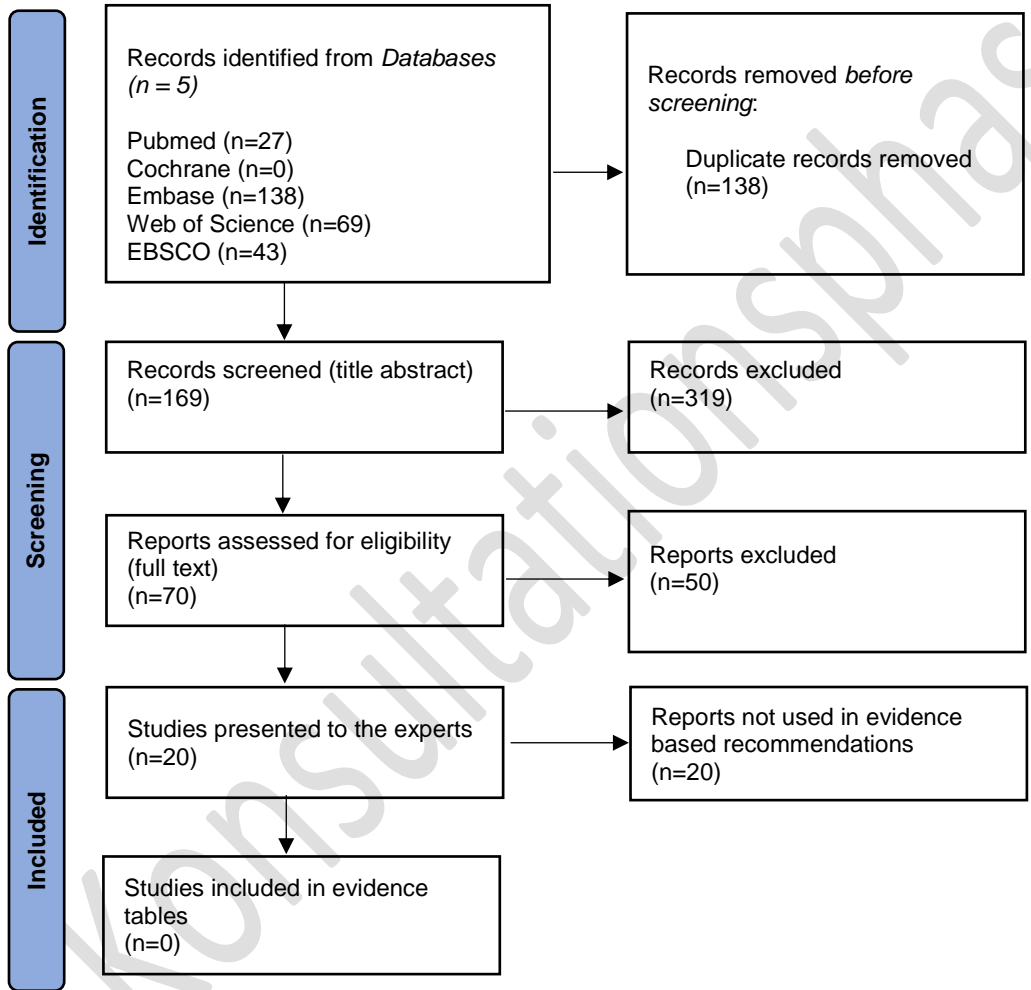 Identification
Records identified from Databases
(n = 5)
Pubmed (n=27)
Cochrane (n=0)
Embase (n=138)
Web of Science (n=69)
EBSCO (n=43)
Records removed before
screening:
Duplicate records removed
(n=138)
Screening
Records screened (title abstract)
(n=169)
Records excluded
(n=319)
Reports assessed for eligibility
(full text)
(n=70)
Reports excluded
(n=50)
Included
Studies presented to the experts
(n=20)
Reports not used in evidence
based recommendations
(n=20)
Studies included in evidence
tables
(n=0)
Konsultationsphas